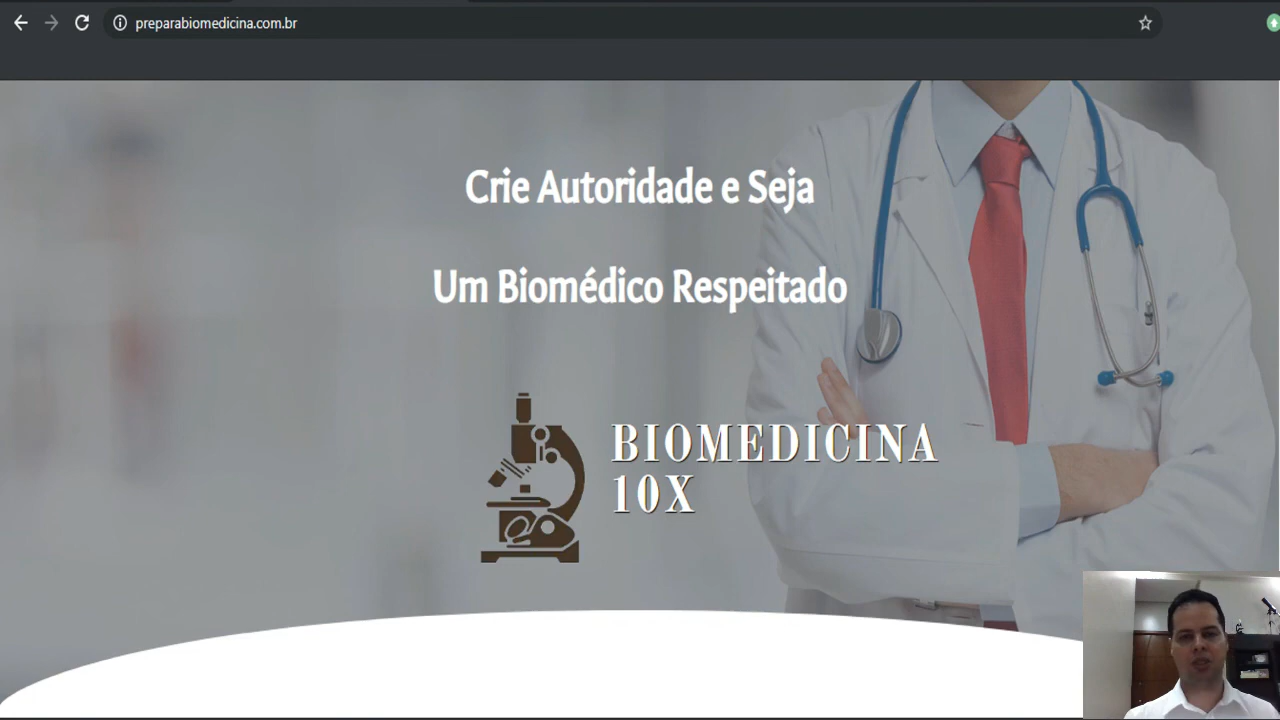 preparabiomedicina.com.br
Crie Autoridade e Seja
Um Biomédico Respeitado
BIOMEDICINA
10X